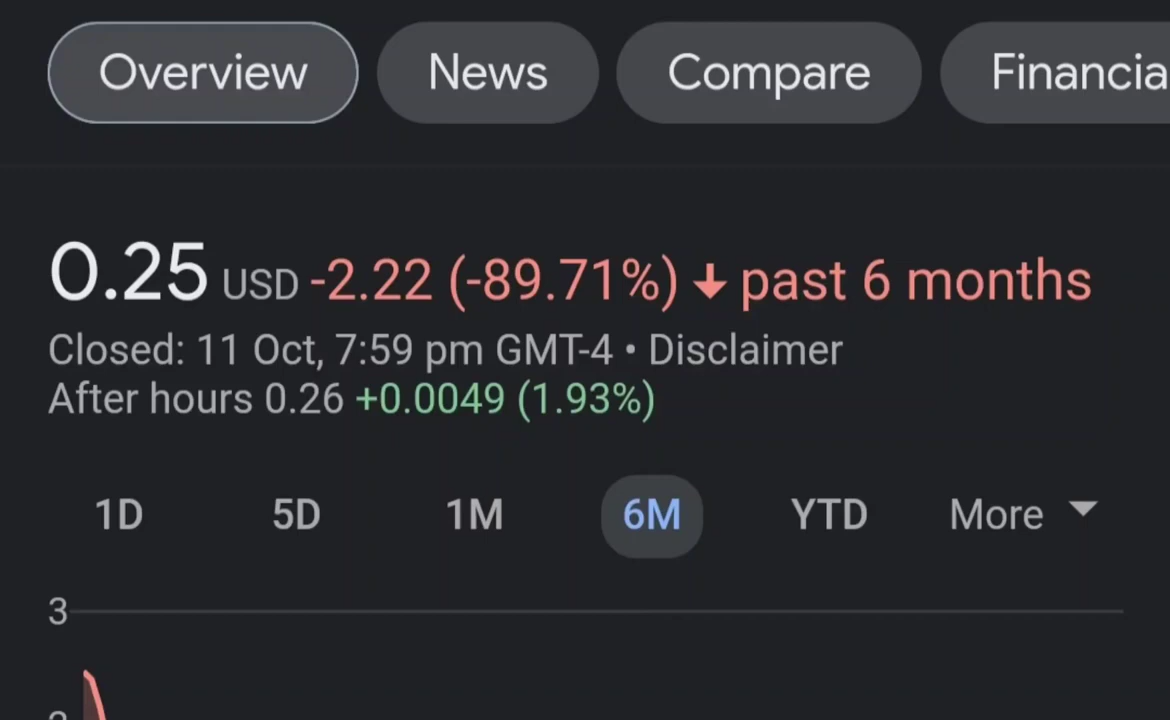 Overview News Compare Financia
0.25 USD -2.22 (-89.71%) ↓ past 6 months
Closed: 11 Oct, 7:59 pm GMT-4 • Disclaimer
After hours 0.26 +0.0049 (1.93%)
1D 5D 1M 6M YTD More
3